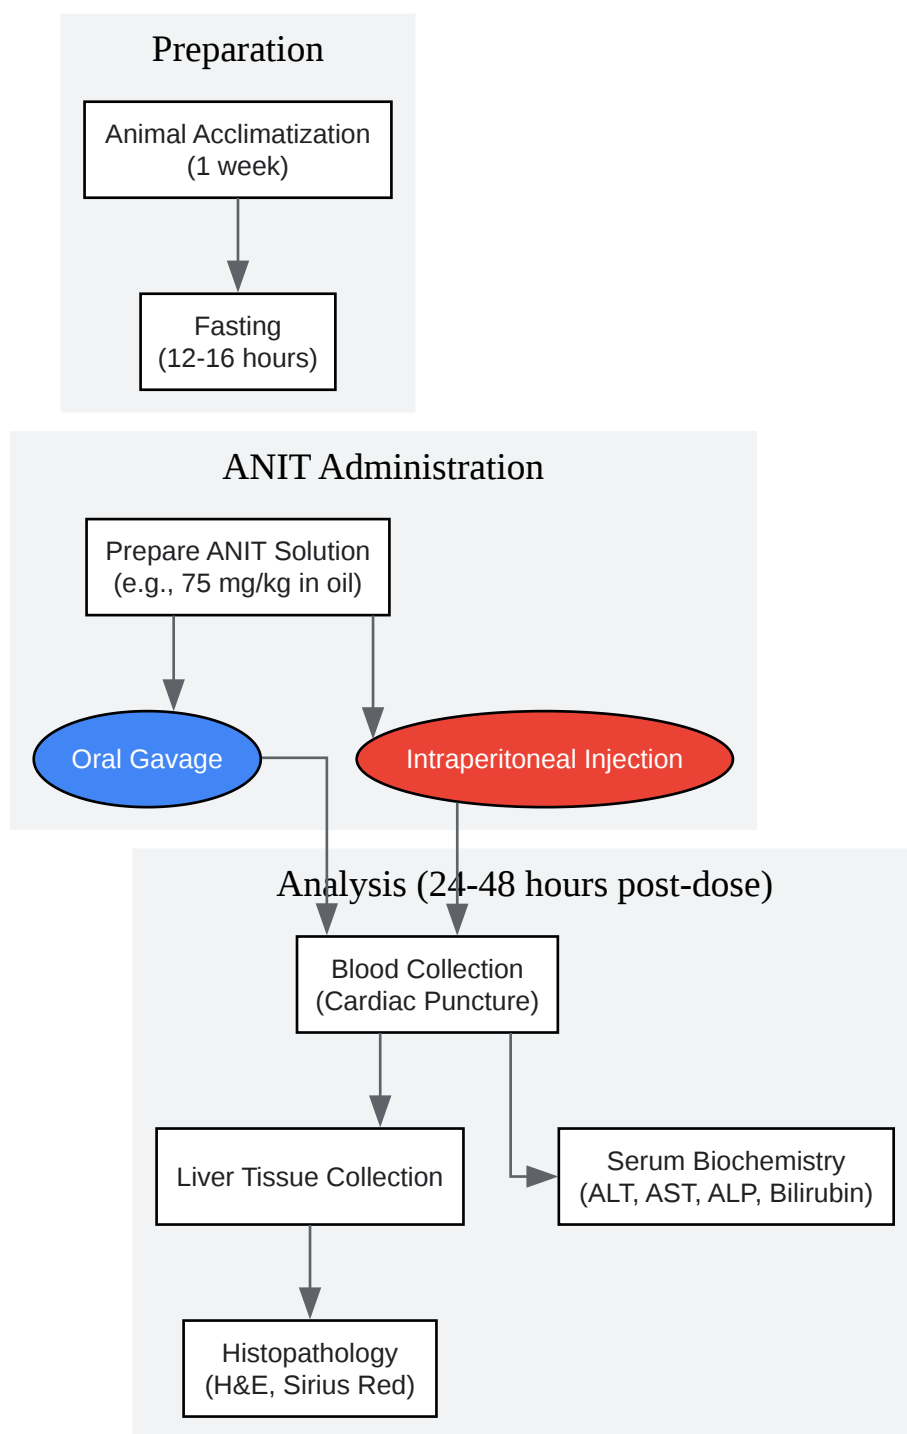 Preparation
Animal Acclimatization
(1 week)
Fasting
(12-16 hours)
ANIT Administration
Prepare ANIT Solution
(e.g., 75 mg/kg in oil)
Oral Gavage
Intraperitoneal Injection
Analysis (24-48 hours post-dose)
Blood Collection
(Cardiac Puncture)
Liver Tissue Collection
Serum Biochemistry
(ALT, AST, ALP, Bilirubin)
Histopathology
(H&E, Sirius Red)